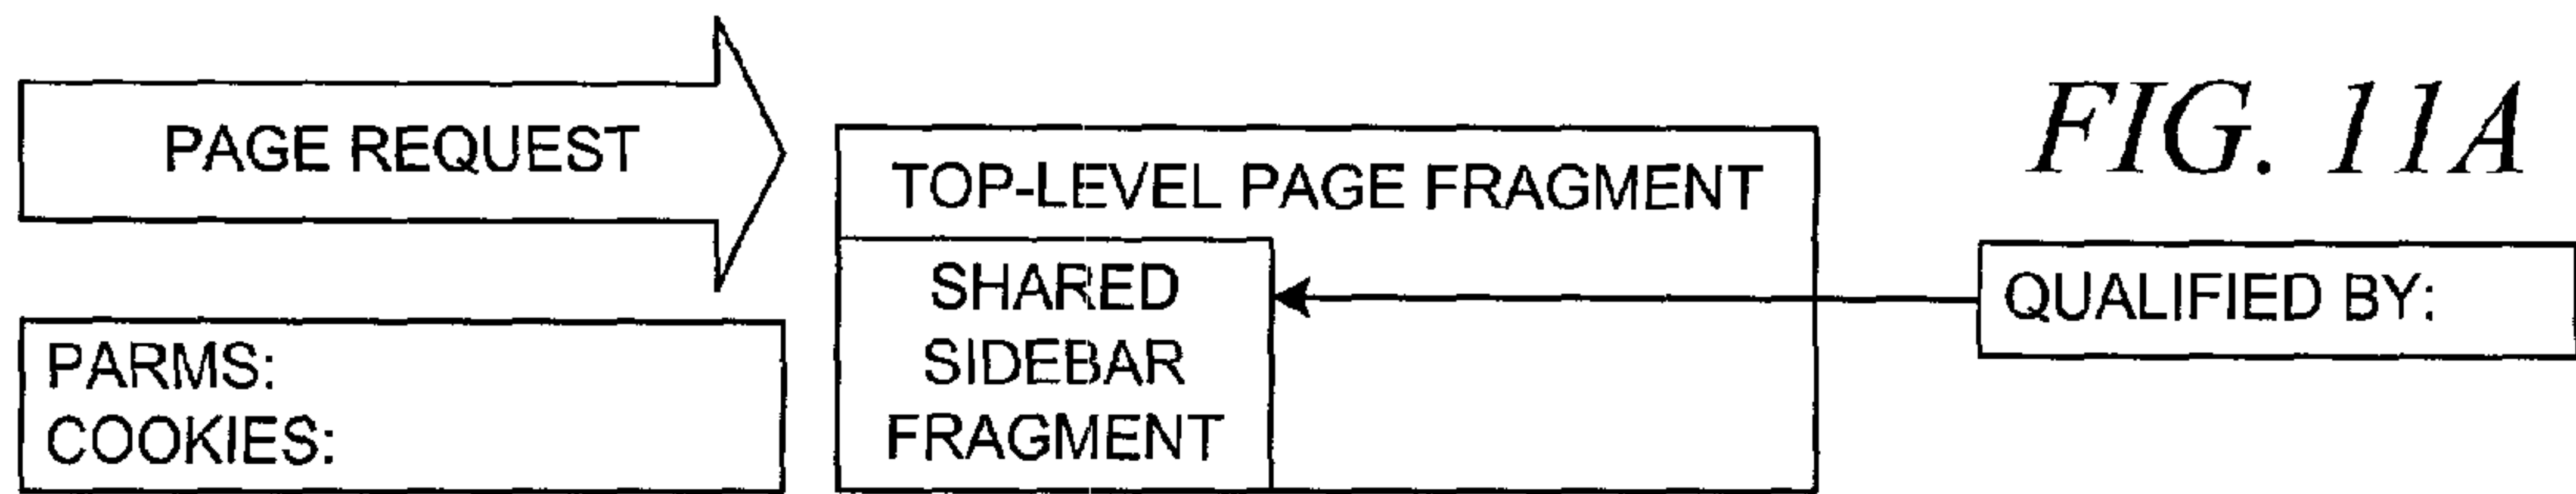 PAGE REQUEST
PARMS:
COOKIES:
TOP-LEVEL PAGE FRAGMENT
SHARED
SIDEBAR
FRAGMENT
FIG. 11A
QUALIFIED BY: